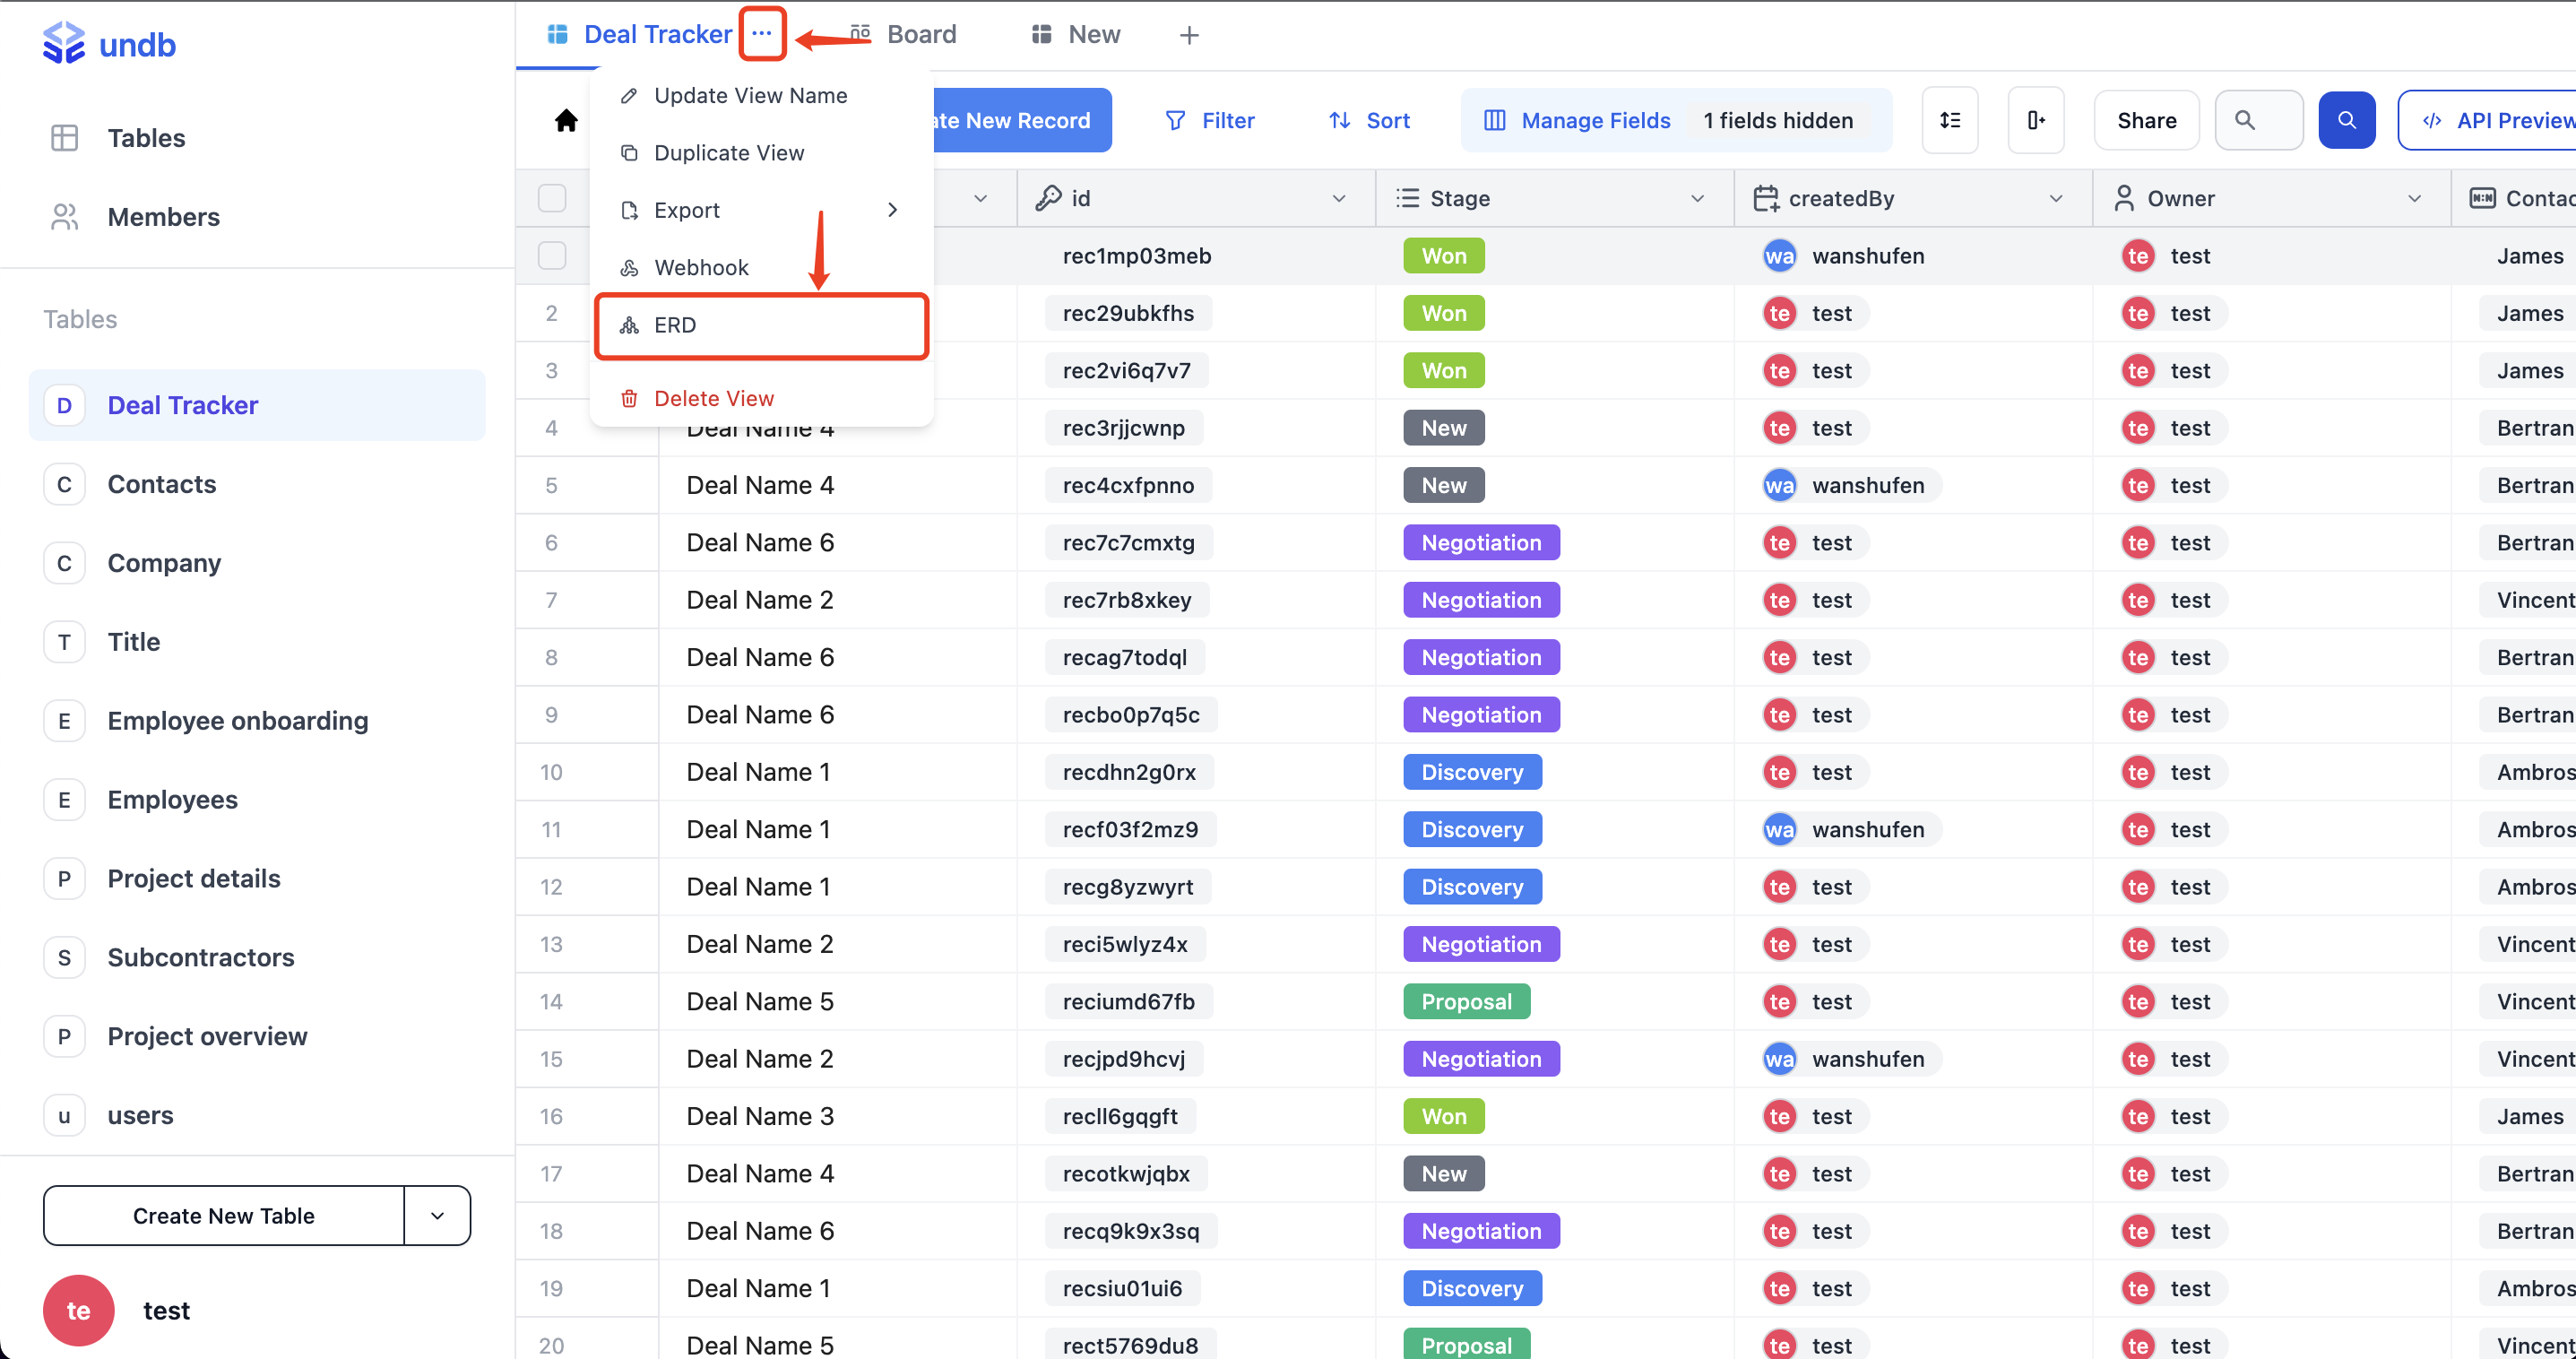 undb
Deal Tracker ... Board New +
Tables
Members
Update View Name
Duplicate View
Export
Webhook
ERD
Delete View
ate New Record Filter Sort Manage Fields 1 fields hidden Share API Preview
id Stage createdBy Owner Contac
rec1mp03meb Won wa wanshufen te test James
2 rec29ubkfhs Won te test te test James
3 rec2vi6q7v7 Won te test te test James
4 Deal Name 4 rec3rjjcwnp New te test te test Bertran
5 Deal Name 4 rec4cxfpnno New wa wanshufen te test Bertran
6 Deal Name 6 rec7c7cmxtg Negotiation te test te test Bertran
7 Deal Name 2 rec7rb8xkey Negotiation te test te test Vincent
8 Deal Name 6 recag7todql Negotiation te test te test Bertran
9 Deal Name 6 recbo0p7q5c Negotiation te test te test Bertran
10 Deal Name 1 recdhn2g0rx Discovery te test te test Ambros
11 Deal Name 1 recf03f2mz9 Discovery wa wanshufen te test Ambros
12 Deal Name 1 recg8yzwyrt Discovery te test te test Ambros
13 Deal Name 2 reci5wlyz4x Negotiation te test te test Vincent
14 Deal Name 5 reciumd67fb Proposal te test te test Vincent
15 Deal Name 2 recjpd9hcvj Negotiation wa wanshufen te test Vincent
16 Deal Name 3 recll6gqgft Won te test te test James
17 Deal Name 4 recotkwjqbx New te test te test Bertran
18 Deal Name 6 recq9k9x3sq Negotiation te test te test Bertran
19 Deal Name 1 recsiu01ui6 Discovery te test te test Ambros
20 Deal Name 5 rect5769du8 Proposal te test te test Vincent
Tables
D Deal Tracker
C Contacts
C Company
T Title
E Employee onboarding
E Employees
P Project details
S Subcontractors
P Project overview
u users
Create New Table
te test